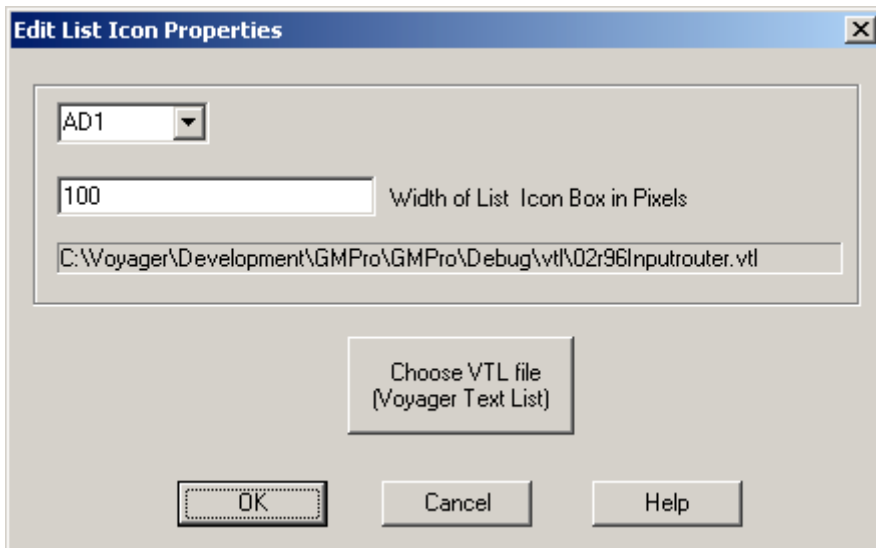 Edit List Icon Properties
AD1
100 Width of List Icon Box in Pixels
C:\Voyager\Development\GMPro\GMPro\Debug\vtl\02r96Inputrouter.vtl
Choose VTL file
(Voyager Text List)
OK Cancel Help